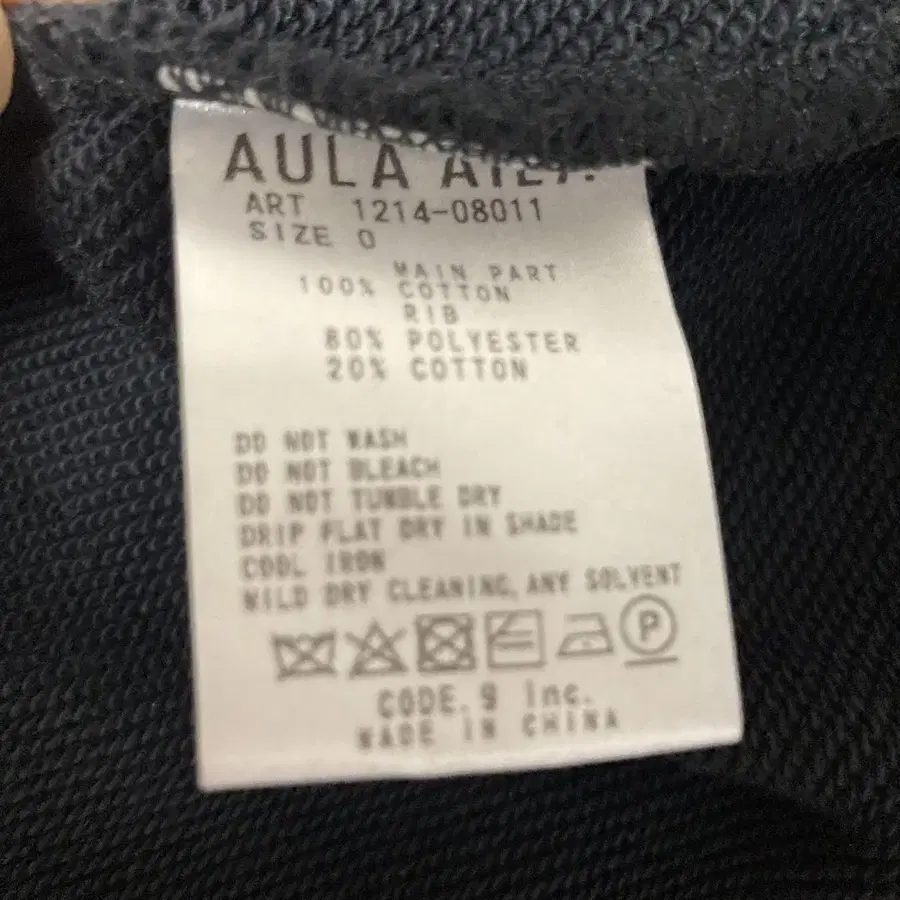 AULA
ART 1214-08011
SIZE 0
MAIN PART
100% COTTON
RIB
80% POLYESTER
20% COTTON
DO NOT WASH
DO NOT BLEACH
DO NOT TUMBLE DRY
DRIP FLAT DRY IN SHADE
COOL IRON
MILD DRY CLEANING, ANY SOLVENT
P
CODE. 9 Inc.
MADE IN CHINA